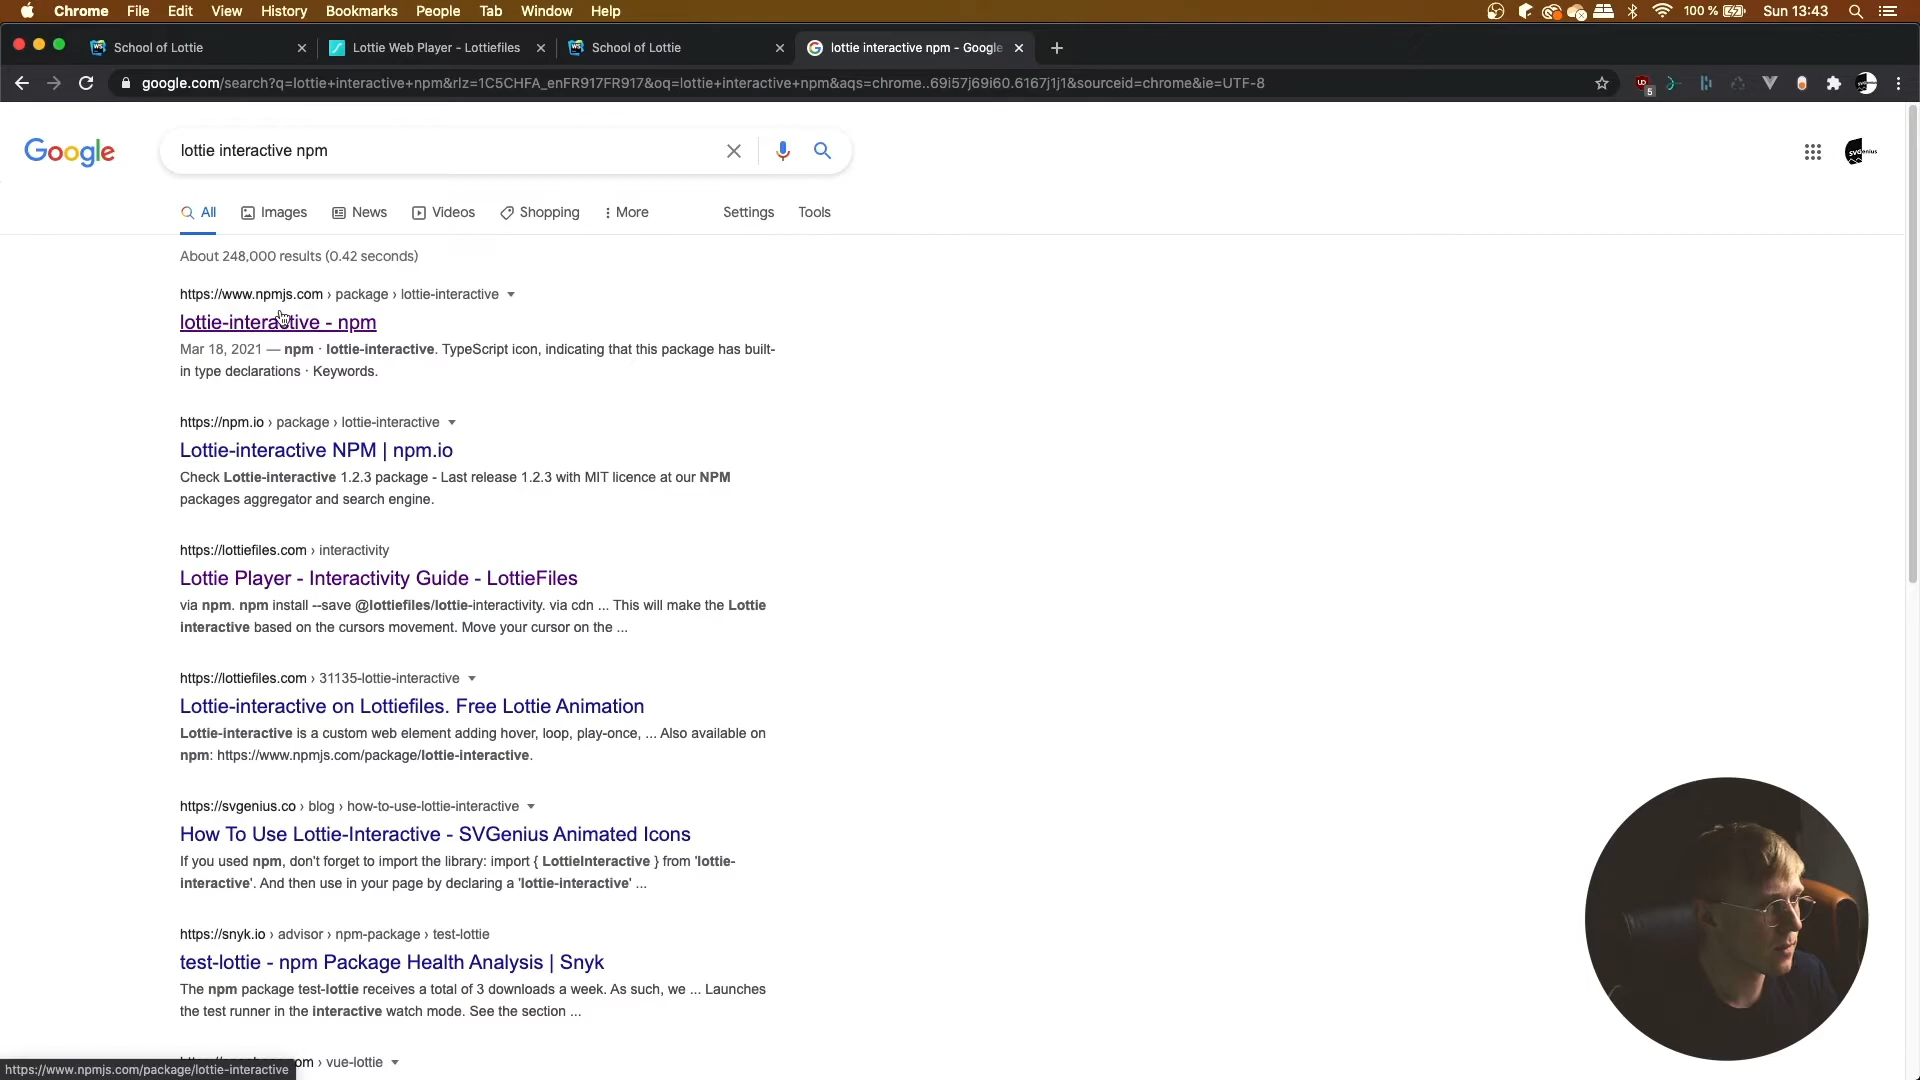 Chrome File Edit View History Bookmarks People Tab Window Help
100 % Sun 13:43
School of Lottie
Lottie Web Player - Lottiefiles
School of Lottie
lottie interactive npm - Google
google.com/search?q=lottie+interactive+npm&rlz=1C5CHFA_enFR917FR917&oq=lottie+interactive+npm&aqs=chrome..69i57j69i60.6167j1j1&sourceid=chrome&ie=UTF-8
5
Google
lottie interactive npm
SVGenius
All Images News Videos Shopping More Settings Tools
About 248,000 results (0.42 seconds)
https://www.npmjs.com › package › lottie-interactive
lottie-interactive - npm
Mar 18, 2021 — npm · lottie-interactive. TypeScript icon, indicating that this package has built-
in type declarations · Keywords.
https://npm.io › package › lottie-interactive
Lottie-interactive NPM | npm.io
Check Lottie-interactive 1.2.3 package - Last release 1.2.3 with MIT licence at our NPM
packages aggregator and search engine.
https://lottiefiles.com › interactivity
Lottie Player - Interactivity Guide - LottieFiles
via npm. npm install --save @lottiefiles/lottie-interactivity. via cdn ... This will make the Lottie
interactive based on the cursors movement. Move your cursor on the ...
https://lottiefiles.com › 31135-lottie-interactive
Lottie-interactive on Lottiefiles. Free Lottie Animation
Lottie-interactive is a custom web element adding hover, loop, play-once, ... Also available on
npm: https://www.npmjs.com/package/lottie-interactive.
https://svgenius.co › blog › how-to-use-lottie-interactive
How To Use Lottie-Interactive - SVGenius Animated Icons
If you used npm, don't forget to import the library: import { LottieInteractive } from 'lottie-
interactive'. And then use in your page by declaring a 'lottie-interactive' ...
https://snyk.io › advisor › npm-package › test-lottie
test-lottie - npm Package Health Analysis | Snyk
The npm package test-lottie receives a total of 3 downloads a week. As such, we ... Launches
the test runner in the interactive watch mode. See the section ...
› vue-lottie
https://www.npmjs.com/package/lottie-interactive